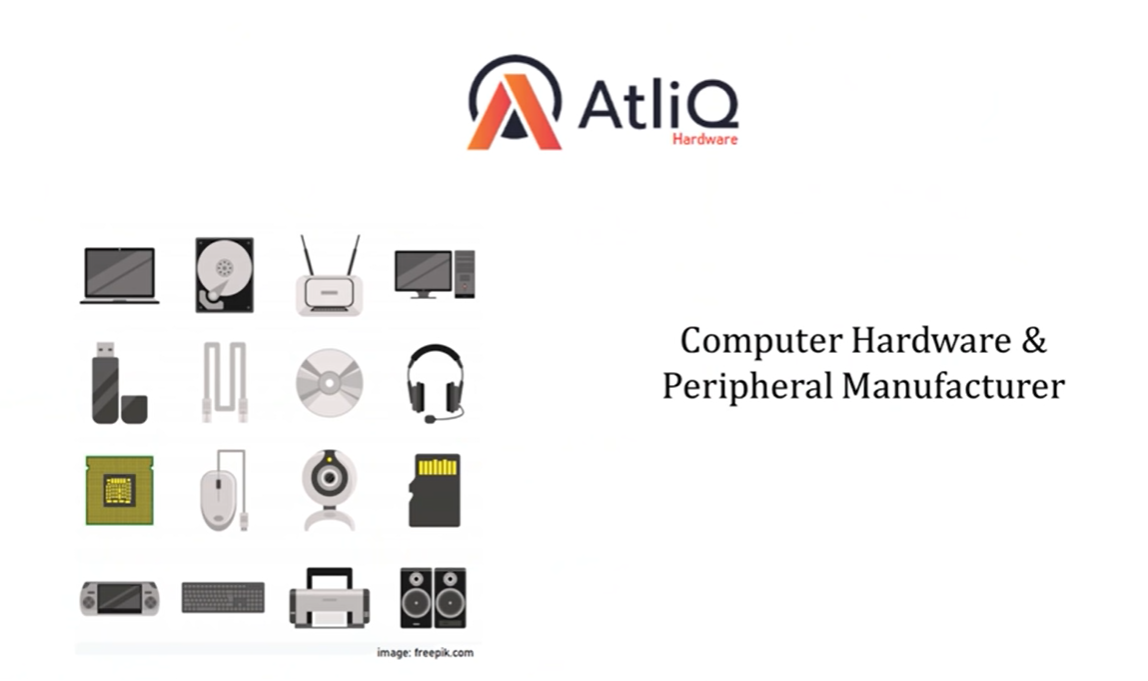 AtliQ
Hardware
Computer Hardware &
Peripheral Manufacturer
image: freepik.com